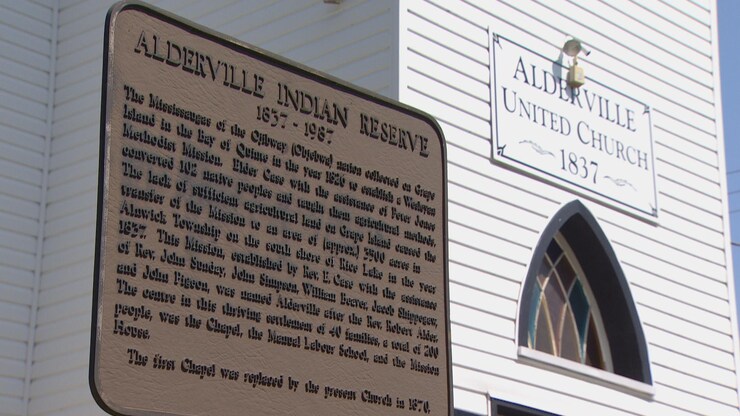 ALDERVILLE INDIAN RESERVE
1837 - 1987
The Mississaugas of the Ojibway (Objebwa) nation collected on Grape
Island in the Bay of Quinte in the year 1826 to establish a Wesleyan
Methodist Mission. Elder Case with the assistance of Peter Jones
converted 102 native peoples and taught them agricultural methods.
The lack of sufficient agricultural land on Grape Island caused the
transfer of the Mission to an area of (approx.) 3900 acres in
Alnwick Township on the south shore of Rice Lake in the year
1837. This Mission, established by Rev. E. Case with the assistance
of Rev. John Sunday, John Simpson, William Beaver, Jacob Shippegaw,
and John Pigeon, was named Alderville after the Rev. Robert Alder.
The centre in this thriving settlement of 40 families, a total of 200
people, was the Chapel, the Manual Labour School, and the Mission
House.
The first Chapel was replaced by the present Church in 1870.
ALDERVILLE
UNITED CHURCH
1837